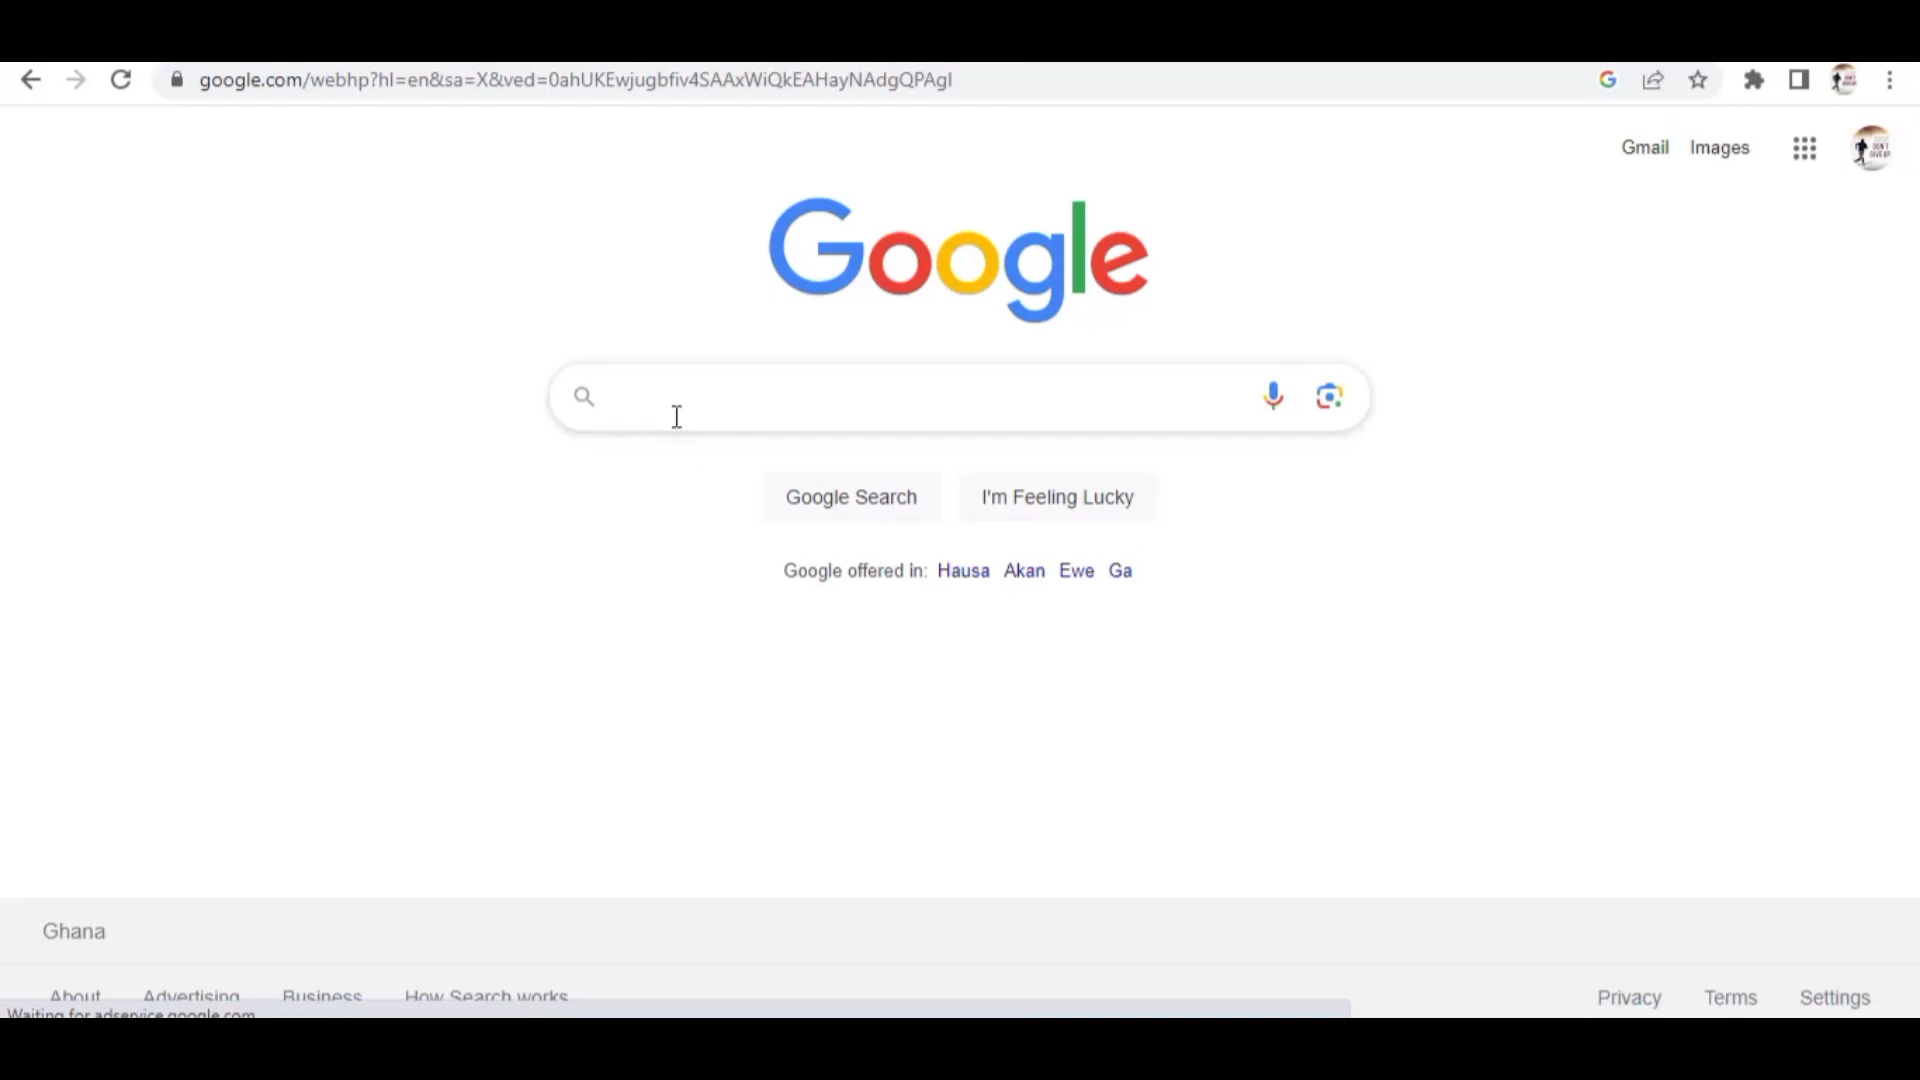 google.com/webhp?hl=en&sa=X&ved=0ahUKEwjugbfiv4SAAxWiQkEAHayNAdgQPAgI
Gmail Images
Google
Google Search I'm Feeling Lucky
Google offered in: Hausa Akan Ewe Ga
Ghana
About Advertising Business How Search works Privacy Terms Settings
Waiting for adservice.google.com